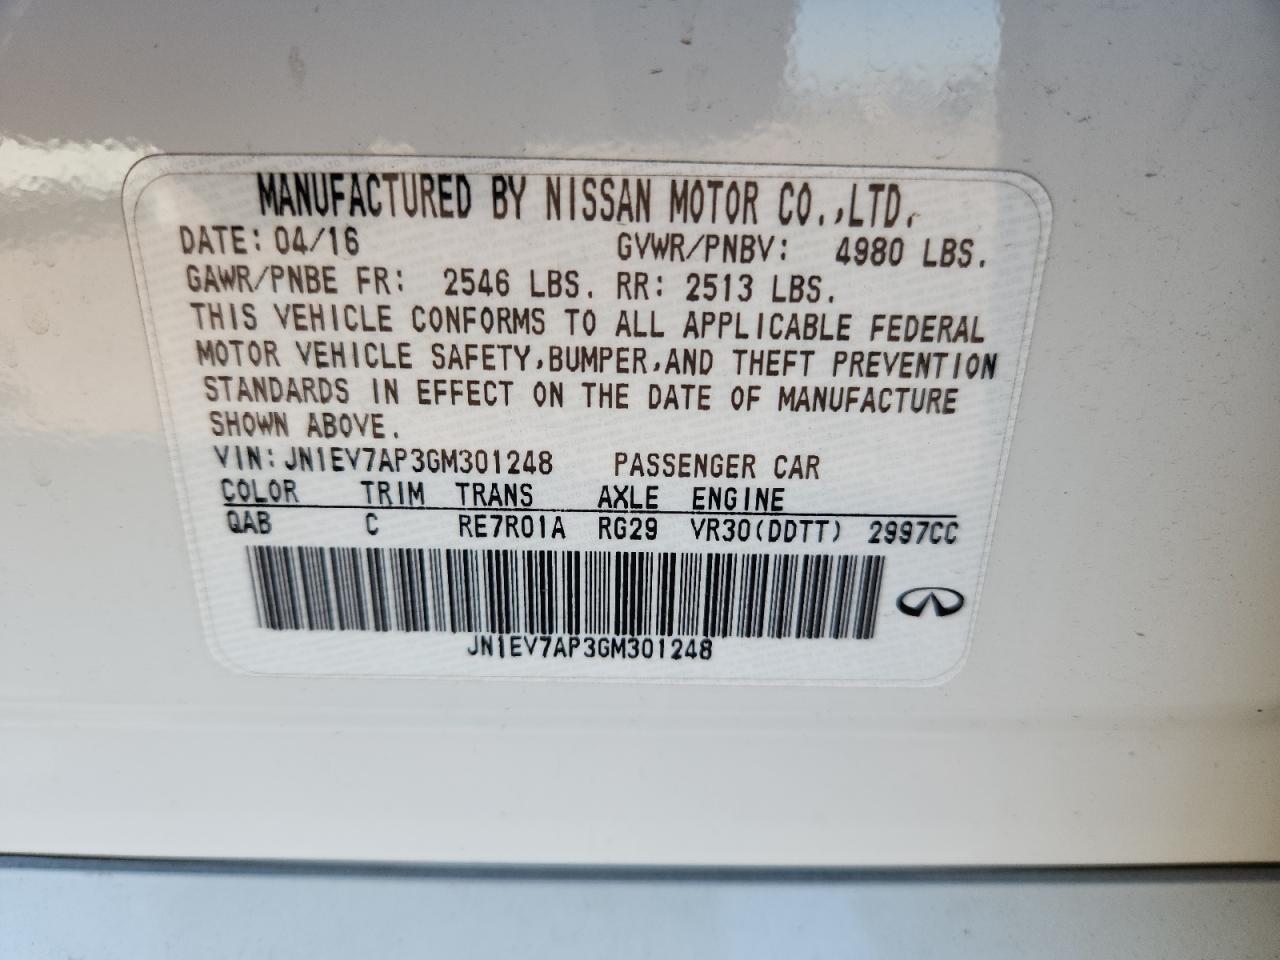 MANUFACTURED BY NISSAN MOTOR CO.,LTD.
DATE: 04/16 GVWR/PNBV: 4980 LBS.
GAWR/PNBE FR: 2546 LBS. RR: 2513 LBS.
THIS VEHICLE CONFORMS TO ALL APPLICABLE FEDERAL
MOTOR VEHICLE SAFETY,BUMPER,AND THEFT PREVENTION
STANDARDS IN EFFECT ON THE DATE OF MANUFACTURE
SHOWN ABOVE.
VIN:JN1EV7AP3GM301248 PASSENGER CAR
COLOR TRIM TRANS AXLE ENGINE
QAB C RE7R01A RG29 VR30(DDTT) 2997CC
JN1EV7AP3GM301248